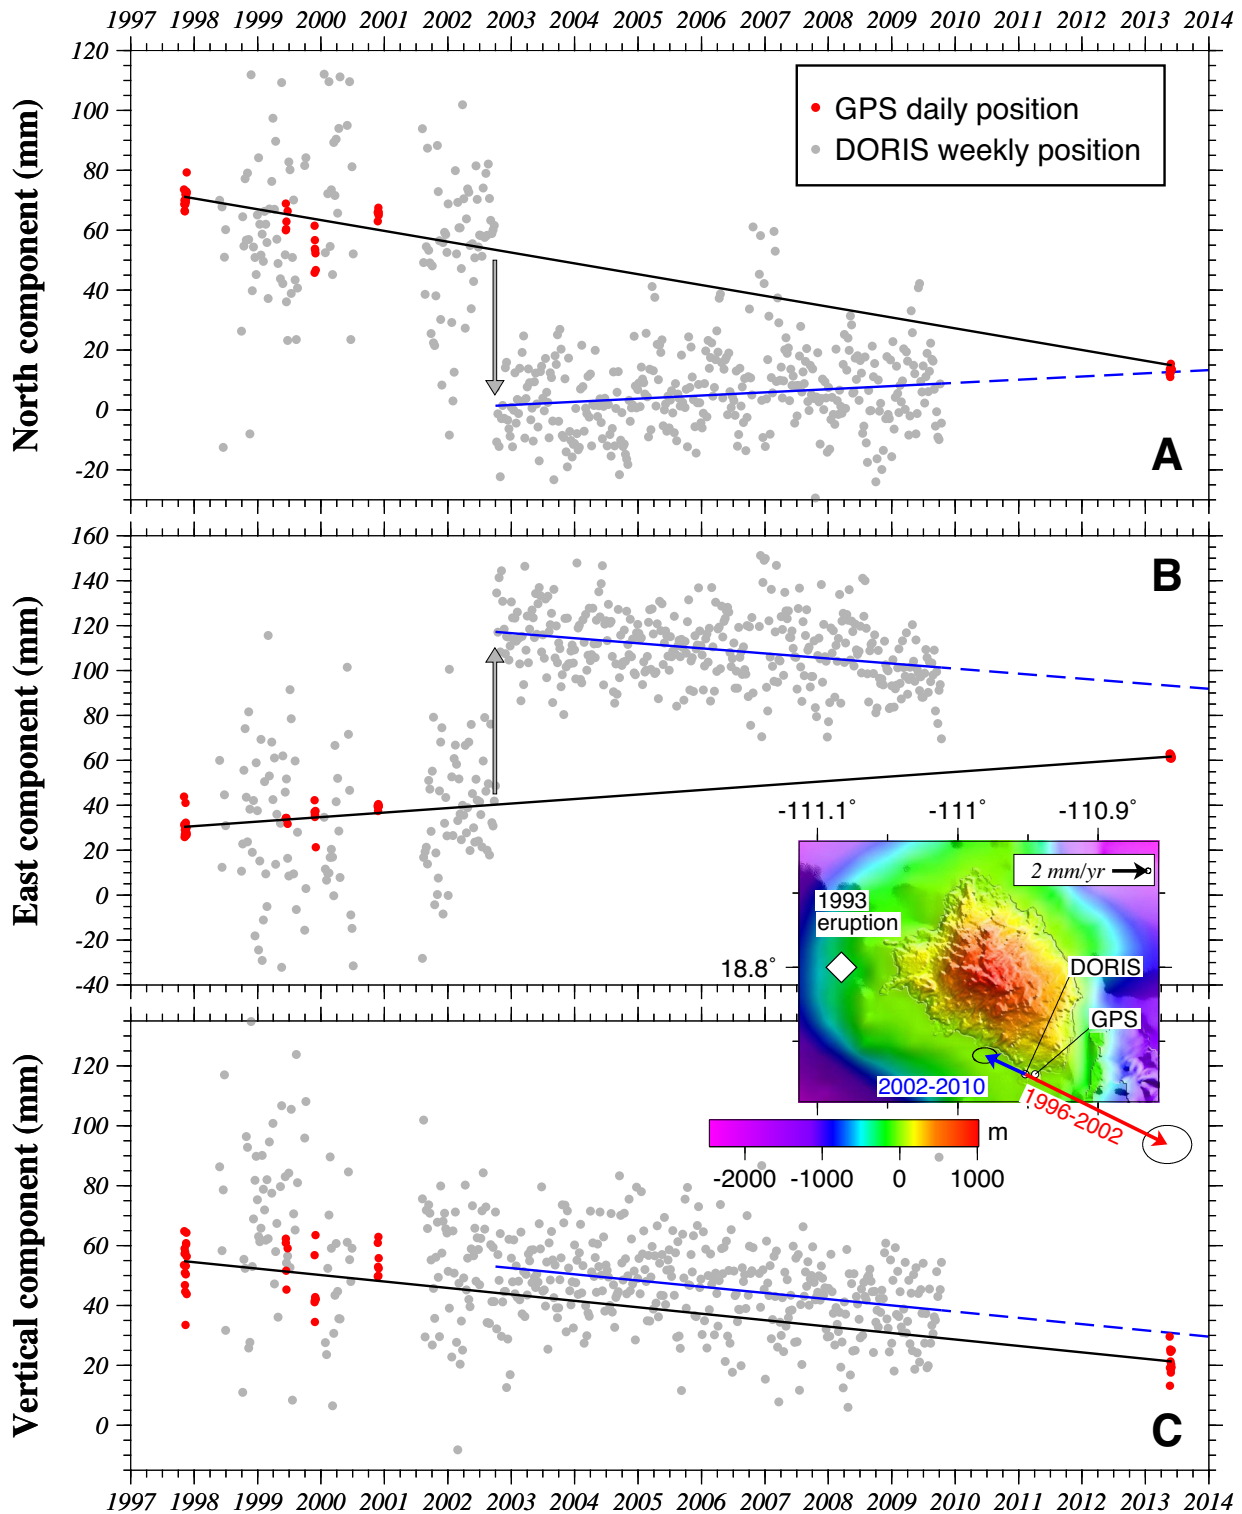 1997 1998 1999 2000 2001 2002 2003 2004 2005 2006 2007 2008 2009 2010 2011 2012 2013 2014
North component (mm)
120
100
80
60
40
20
0
-20
GPS daily position
DORIS weekly position
A
East component (mm)
160
140
120
100
80
60
40
20
0
-20
-40
B
-111.1° -111° -110.9°
18.8°
2 mm/yr
1993
eruption
DORIS
GPS
2002-2010
1996-2002
m
-2000 -1000 0 1000
Vertical component (mm)
120
100
80
60
40
20
0
C
1997 1998 1999 2000 2001 2002 2003 2004 2005 2006 2007 2008 2009 2010 2011 2012 2013 2014